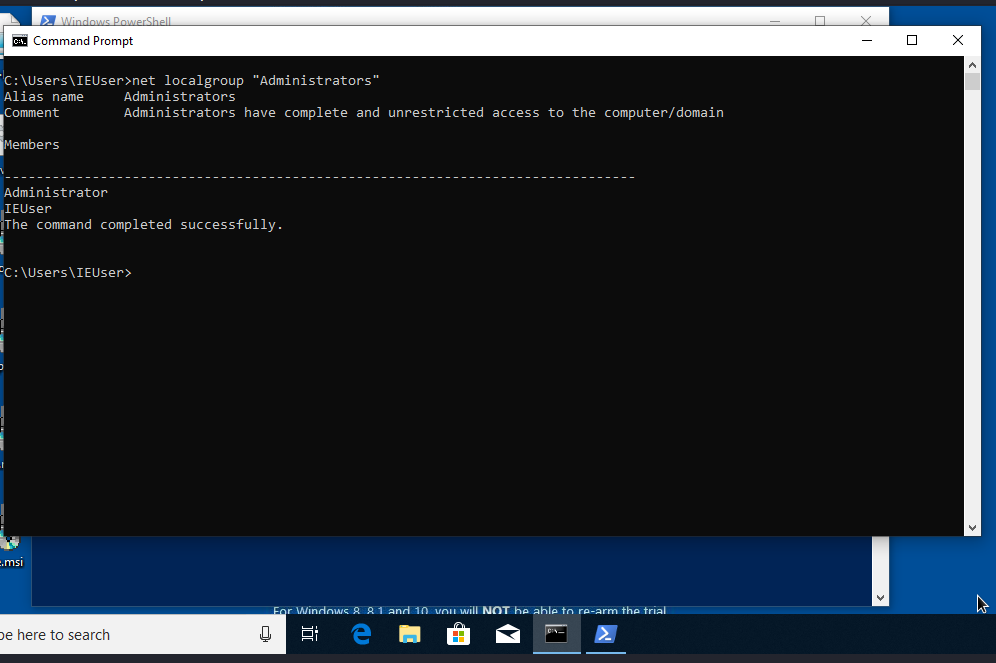 Windows PowerShell
Command Prompt
C:\Users\IEUser>net localgroup "Administrators"
Alias name     Administrators
Comment        Administrators have complete and unrestricted access to the computer/domain
Members
-------------------------------------------------------------------------------
Administrator
IEUser
The command completed successfully.
C:\Users\IEUser>
.msi
For Windows 8, 8.1 and 10, you will NOT be able to re-arm the trial
pe here to search